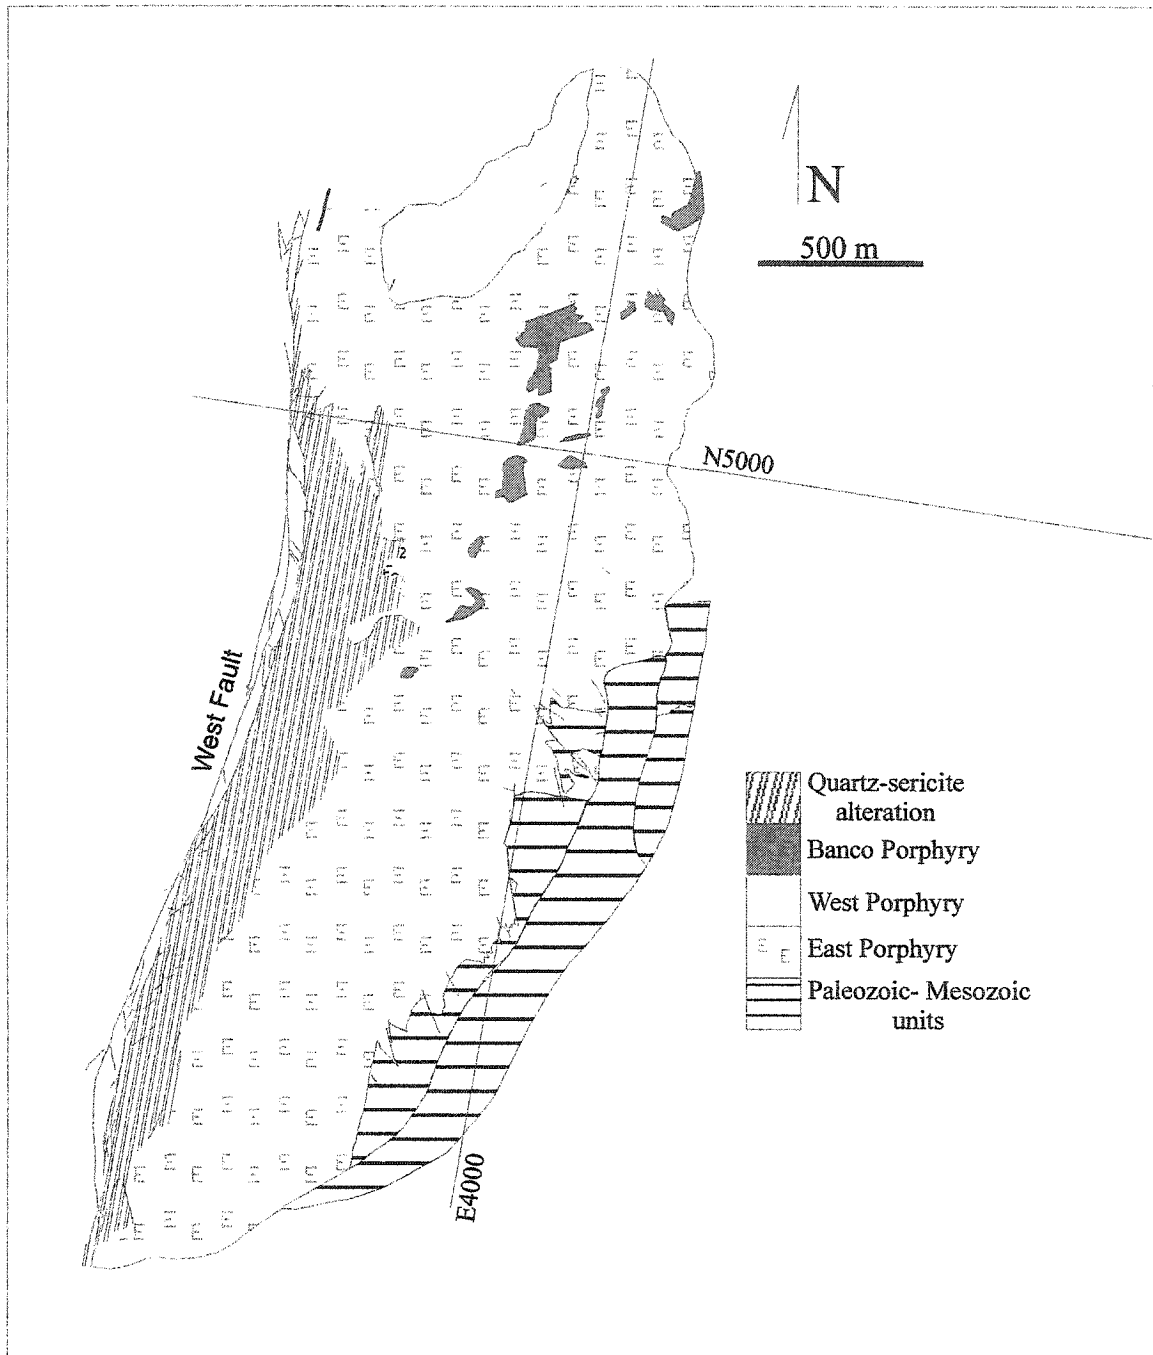 N
500 m
N5000
West Fault
Quartz-sericite
alteration
Banco Porphyry
West Porphyry
E E
East Porphyry
Paleozoic- Mesozoic
units
E4000